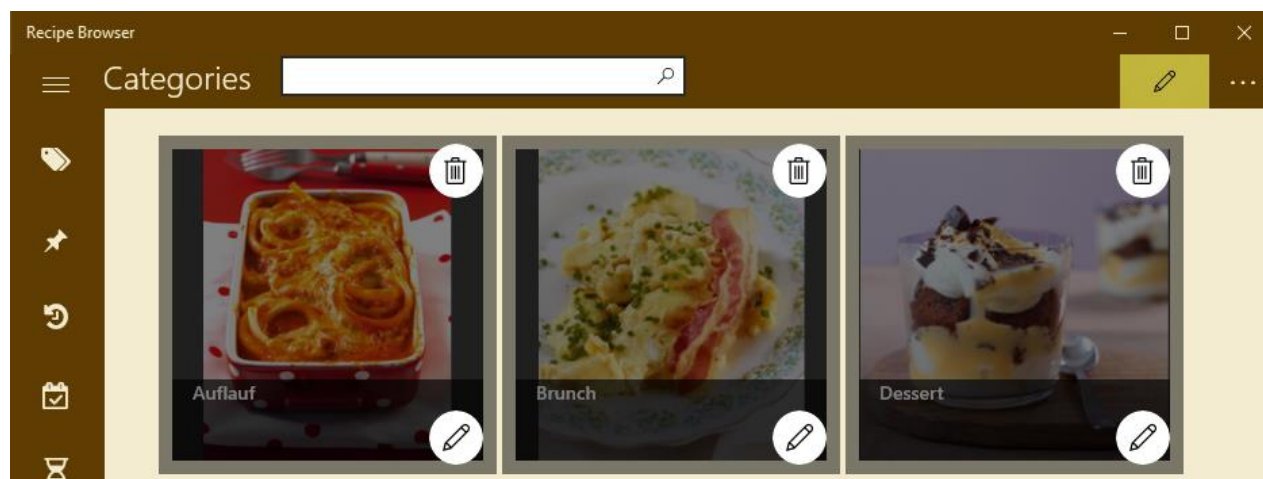 Recipe Browser
Categories
Auflauf
Brunch
Dessert